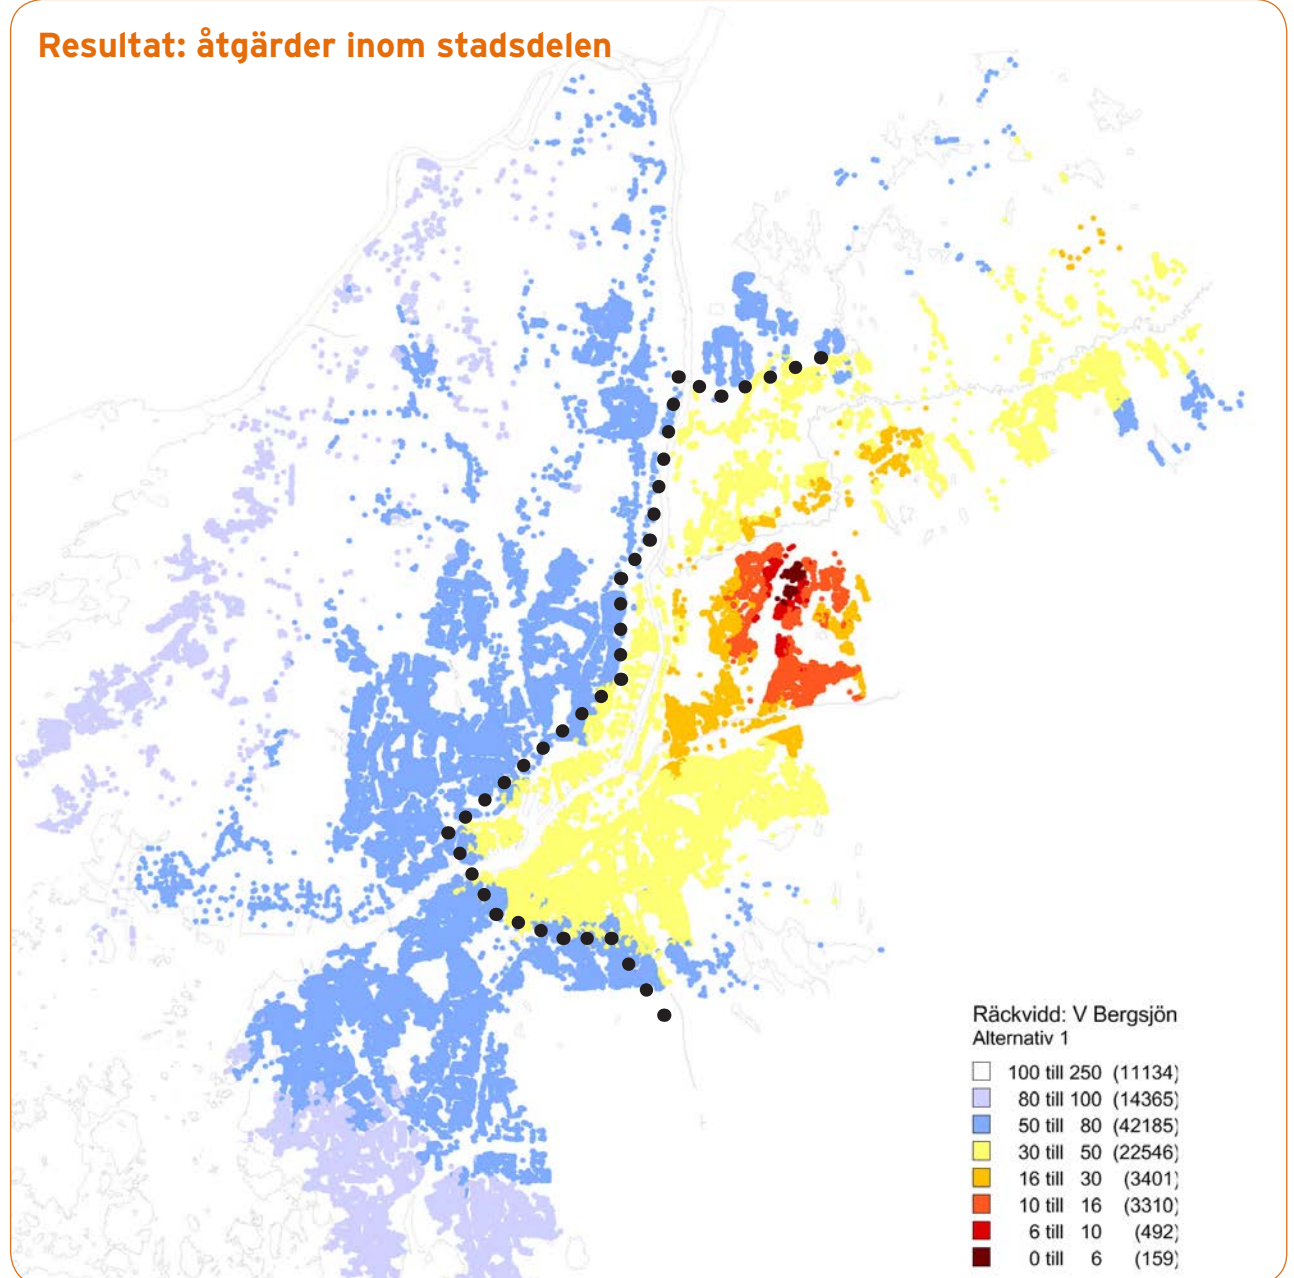 Resultat: åtgärder inom stadsdelen
Räckvidd: V Bergsjön
Alternativ 1
100 till 250 (11134)
80 till 100 (14365)
50 till 80 (42185)
30 till 50 (22546)
16 till 30 (3401)
10 till 16 (3310)
6 till 10 (492)
0 till 6 (159)